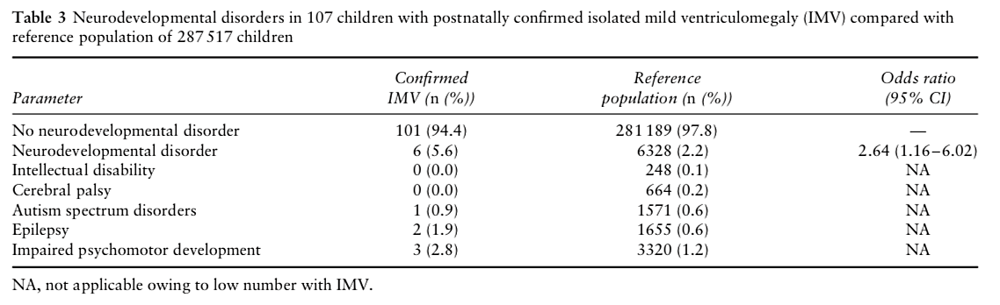 Table 3 Neurodevelopmental disorders in 107 children with postnatally confirmed isolated mild ventriculomegaly (IMV) compared with
reference population of 287 517 children
Parameter Confirmed IMV (n (%)) Reference population (n (%)) Odds ratio (95% CI)
No neurodevelopmental disorder 101 (94.4) 281 189 (97.8) —
Neurodevelopmental disorder 6 (5.6) 6328 (2.2) 2.64 (1.16–6.02)
Intellectual disability 0 (0.0) 248 (0.1) NA
Cerebral palsy 0 (0.0) 664 (0.2) NA
Autism spectrum disorders 1 (0.9) 1571 (0.6) NA
Epilepsy 2 (1.9) 1655 (0.6) NA
Impaired psychomotor development 3 (2.8) 3320 (1.2) NA
NA, not applicable owing to low number with IMV.